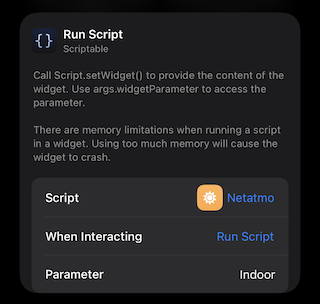 Run Script
Scriptable
Call Script.setWidget() to provide the content of the
widget. Use args.widgetParameter to access the
parameter.
There are memory limitations when running a script
in a widget. Using too much memory will cause the
widget to crash.
Script Netatmo
When Interacting Run Script
Parameter Indoor